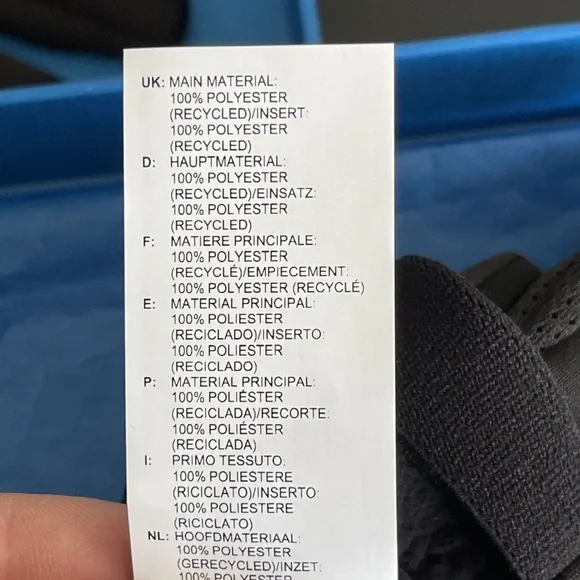 UK: MAIN MATERIAL:
100% POLYESTER
(RECYCLED)/INSERT:
100% POLYESTER
(RECYCLED)
D: HAUPTMATERIAL:
100% POLYESTER
(RECYCLED)/EINSATZ:
100% POLYESTER
(RECYCLED)
F: MATIERE PRINCIPALE:
100% POLYESTER
(RECYCLÉ)/EMPIECEMENT:
100% POLYESTER (RECYCLÉ)
E: MATERIAL PRINCIPAL:
100% POLIESTER
(RECICLADO)/INSERTO:
100% POLIESTER
(RECICLADO)
P: MATERIAL PRINCIPAL:
100% POLIÉSTER
(RECICLADA)/RECORTE:
100% POLIÉSTER
(RECICLADA)
I: PRIMO TESSUTO:
100% POLIESTERE
(RICICLATO)/INSERTO:
100% POLIESTERE
(RICICLATO)
NL: HOOFDMATERIAAL:
100% POLYESTER
(GERECYCLED)/INZET:
100% POLYESTER